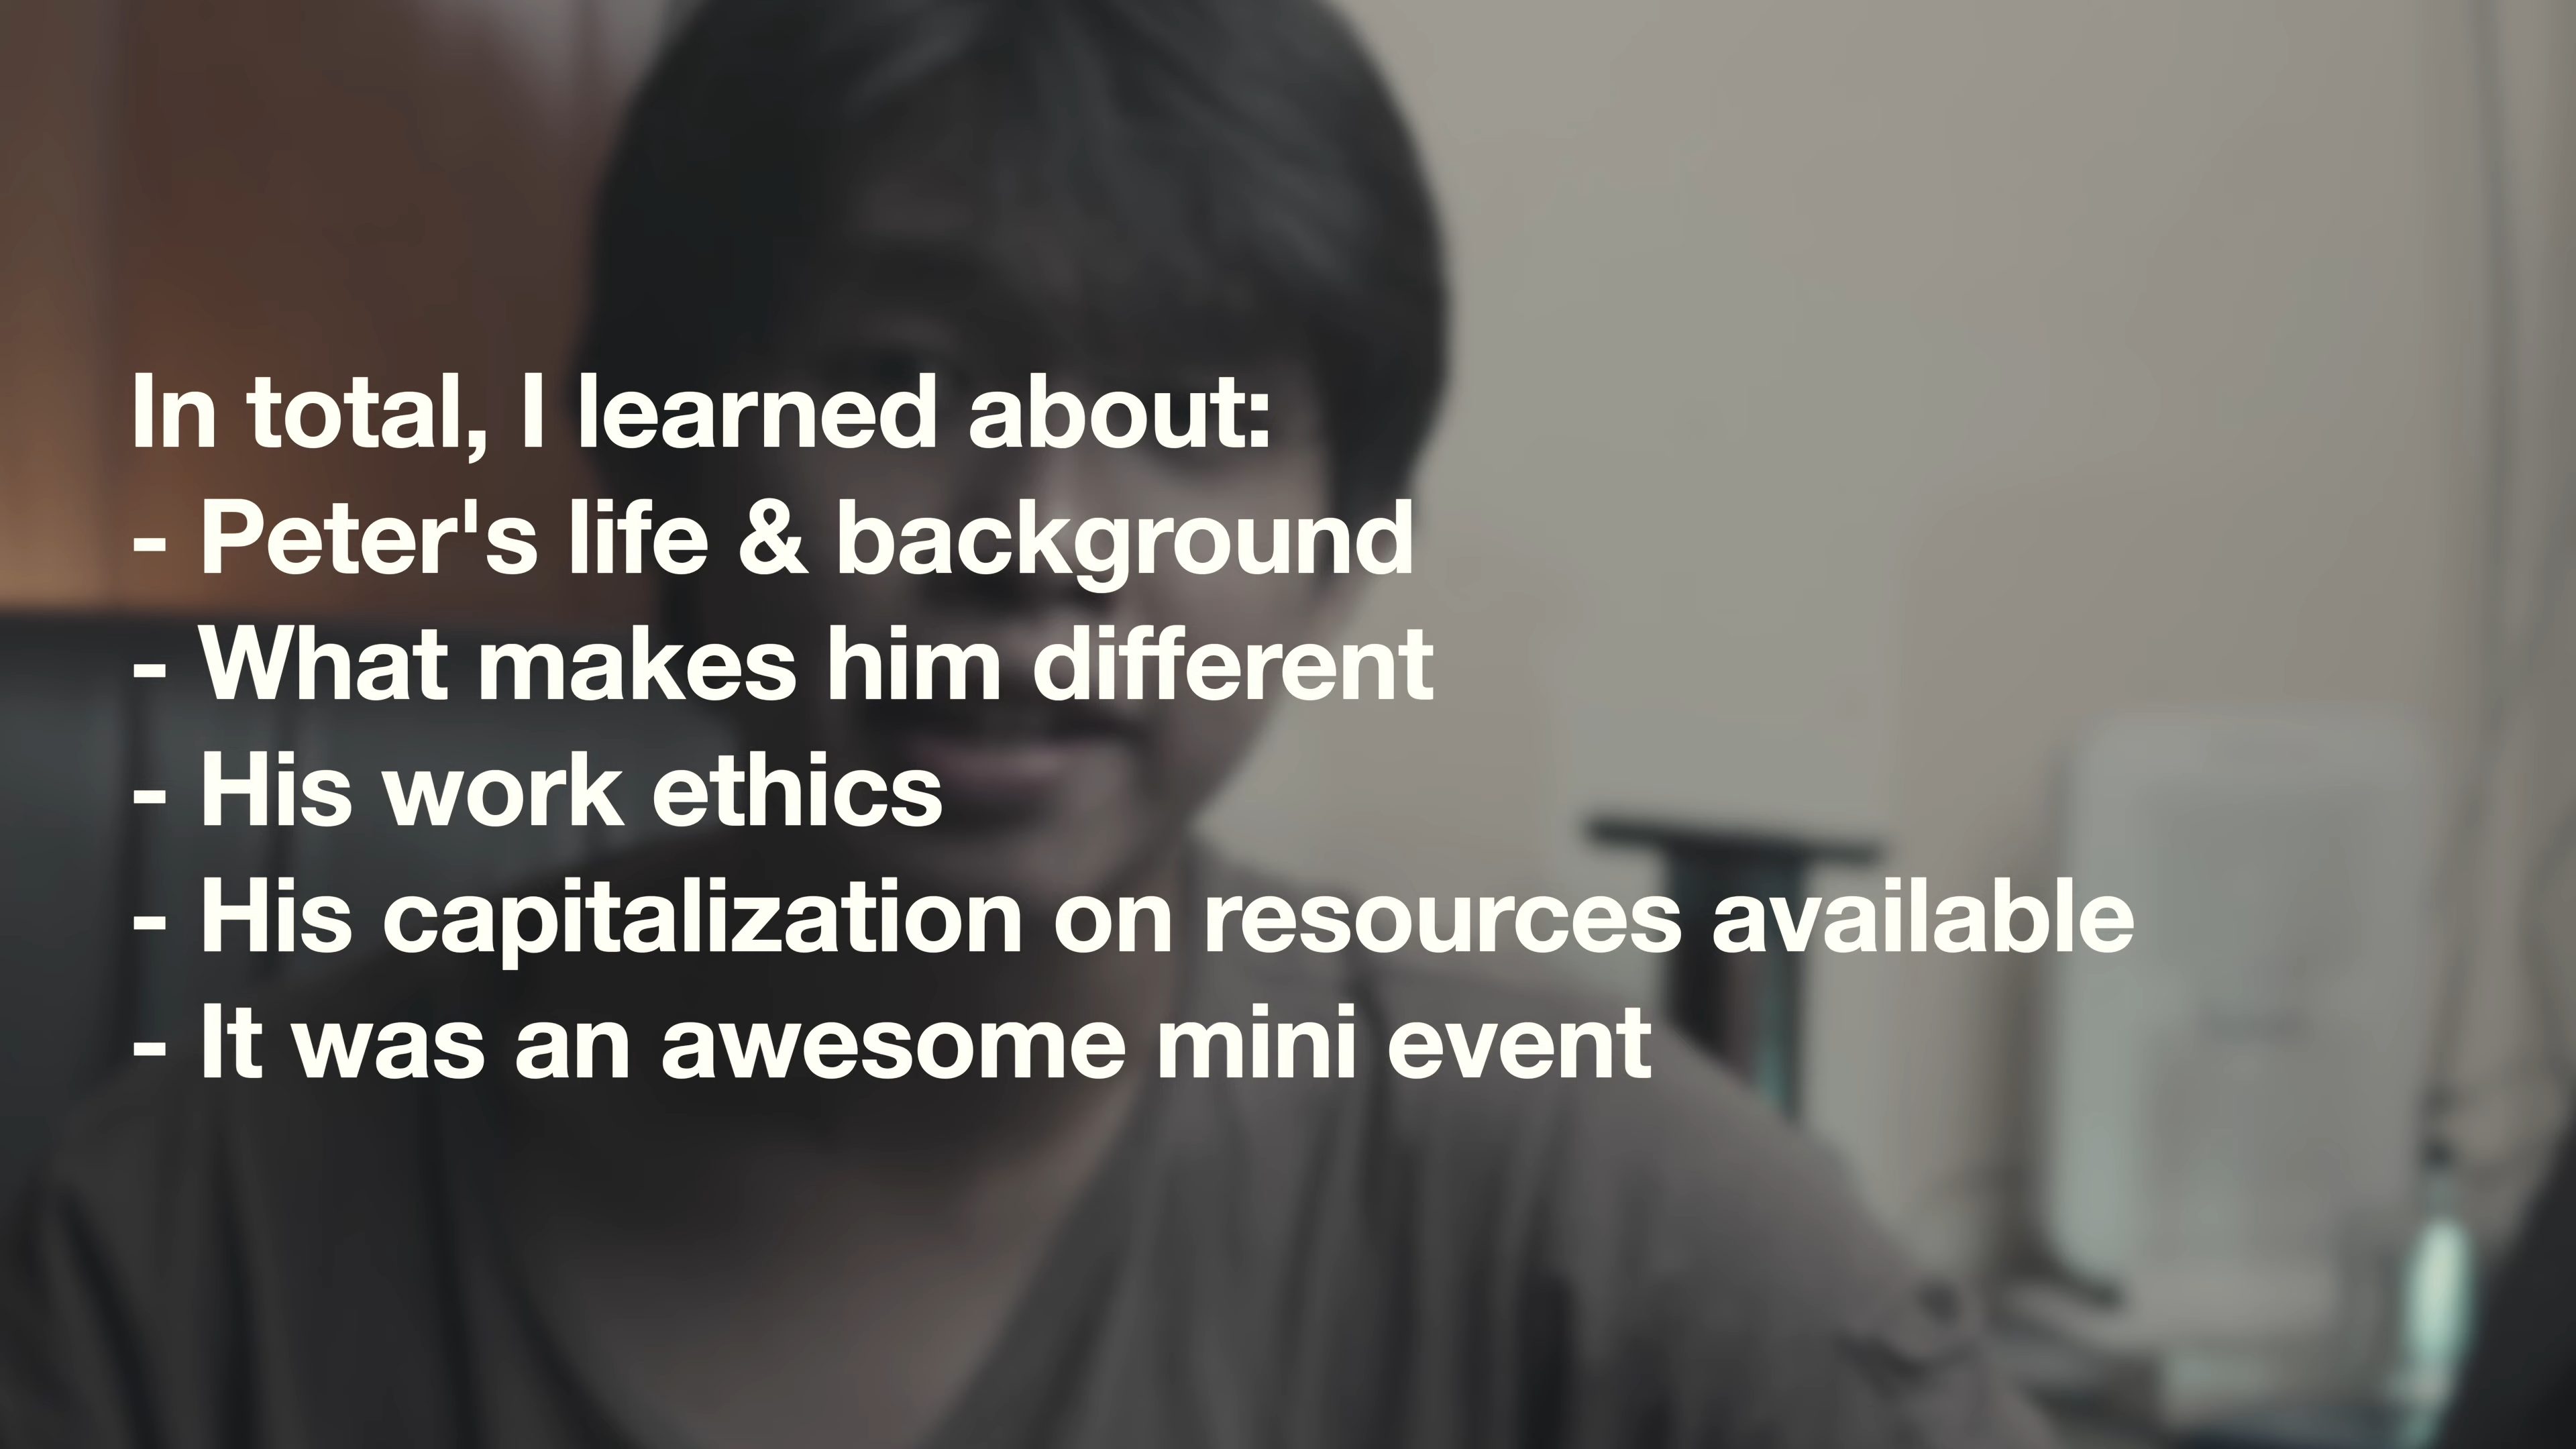 In total, I learned about:
- Peter's life & background
- What makes him different
- His work ethics
- His capitalization on resources available
- It was an awesome mini event